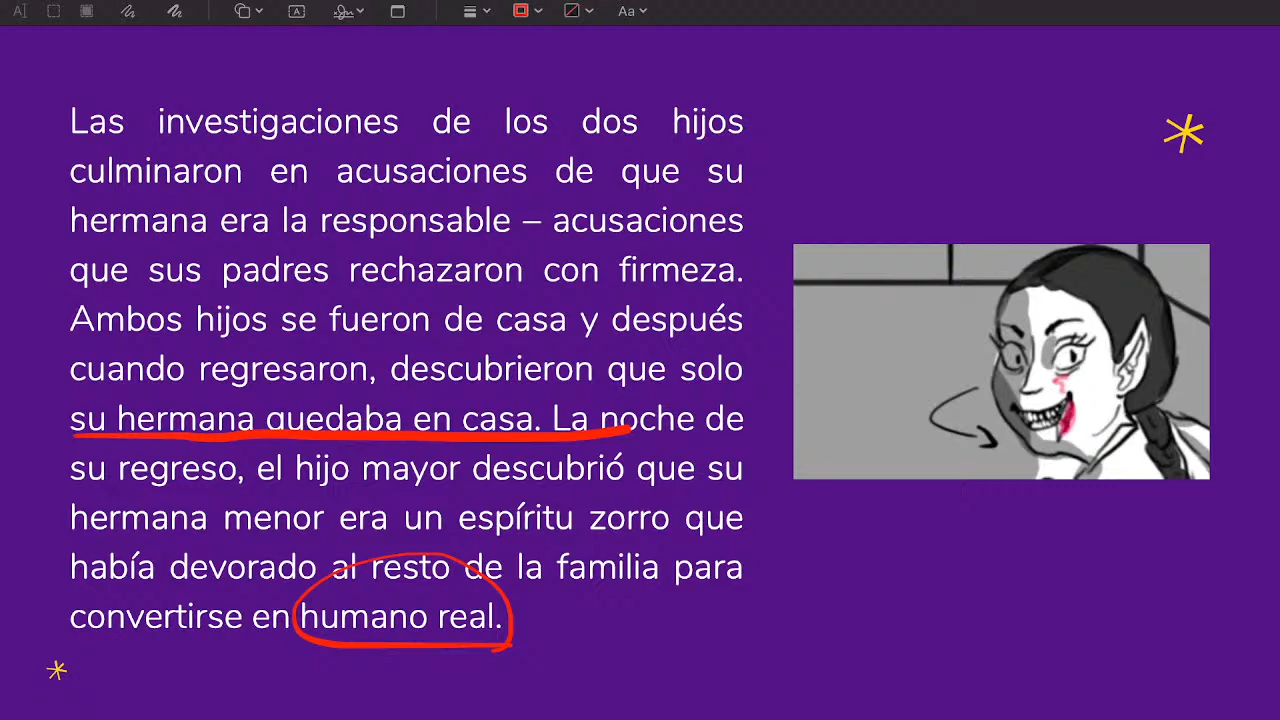 A
A
Aa
Las investigaciones de los dos hijos
culminaron en acusaciones de que su
hermana era la responsable – acusaciones
que sus padres rechazaron con firmeza.
Ambos hijos se fueron de casa y después
cuando regresaron, descubrieron que solo
su hermana quedaba en casa. La noche de
su regreso, el hijo mayor descubrió que su
hermana menor era un espíritu zorro que
había devorado al resto de la familia para
convertirse en humano real.